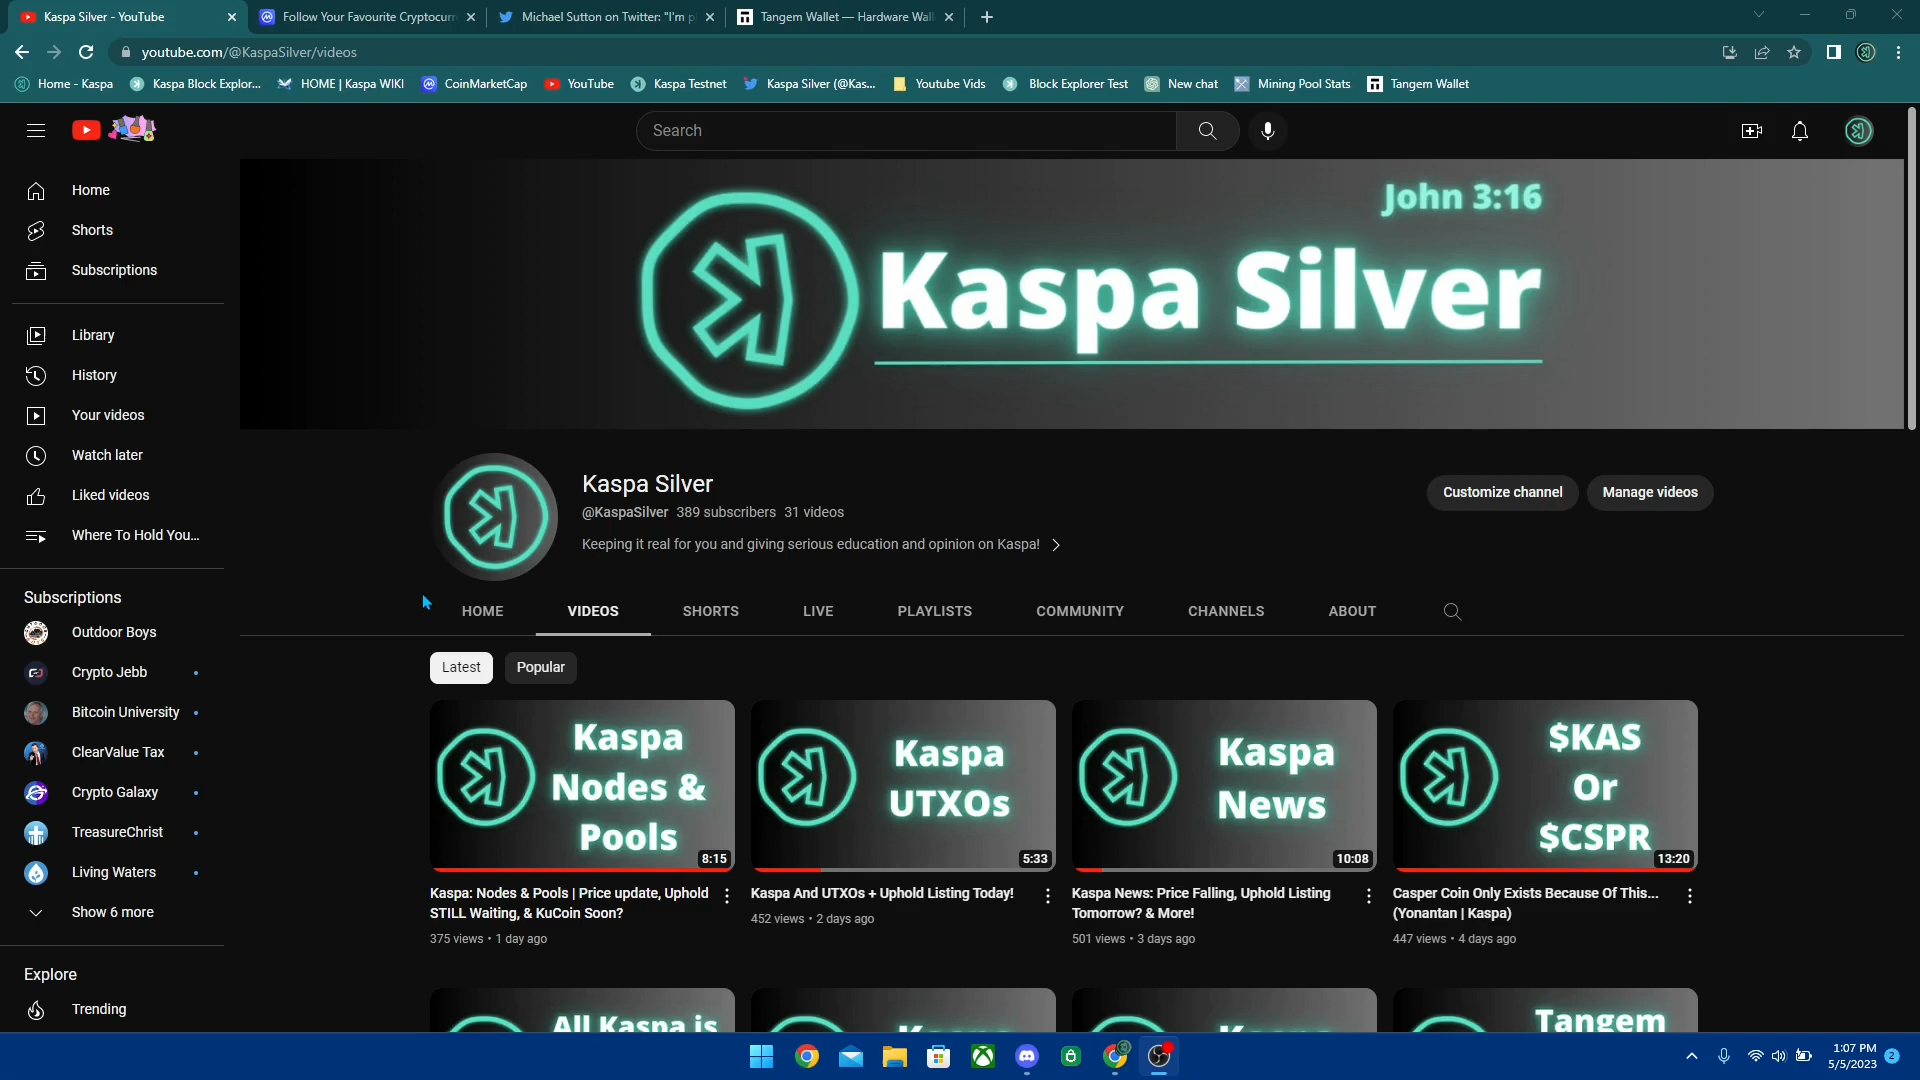 Kaspa Silver - YouTube
Follow Your Favourite Cryptocurr
Michael Sutton on Twitter: "I'm p
Tangem Wallet — Hardware Wall
youtube.com/@KaspaSilver/videos
Home - Kaspa
Kaspa Block Explor...
HOME | Kaspa WIKI
CoinMarketCap
YouTube
Kaspa Testnet
Kaspa Silver (@Kas...
Youtube Vids
Block Explorer Test
New chat
Mining Pool Stats
Tangem Wallet
Search
Home
Shorts
Subscriptions
Library
History
Your videos
Watch later
Liked videos
Where To Hold You...
Subscriptions
Outdoor Boys
Crypto Jebb
Bitcoin University
ClearValue Tax
Crypto Galaxy
TreasureChrist
Living Waters
Show 6 more
Explore
Trending
John 3:16
Kaspa Silver
Kaspa Silver
@KaspaSilver 389 subscribers 31 videos
Keeping it real for you and giving serious education and opinion on Kaspa!
Customize channel
Manage videos
HOME
VIDEOS
SHORTS
LIVE
PLAYLISTS
COMMUNITY
CHANNELS
ABOUT
Latest
Popular
Kaspa
Nodes &
Pools
8:15
Kaspa: Nodes & Pools | Price update, Uphold
STILL Waiting, & KuCoin Soon?
375 views • 1 day ago
Kaspa
UTXOs
5:33
Kaspa And UTXOs + Uphold Listing Today!
452 views • 2 days ago
Kaspa
News
10:08
Kaspa News: Price Falling, Uphold Listing
Tomorrow? & More!
501 views • 3 days ago
$KAS
Or
$CSPR
13:20
Casper Coin Only Exists Because Of This...
(Yonantan | Kaspa)
447 views • 4 days ago
All Kaspa is
Tangem
1:07 PM
5/5/2023
2